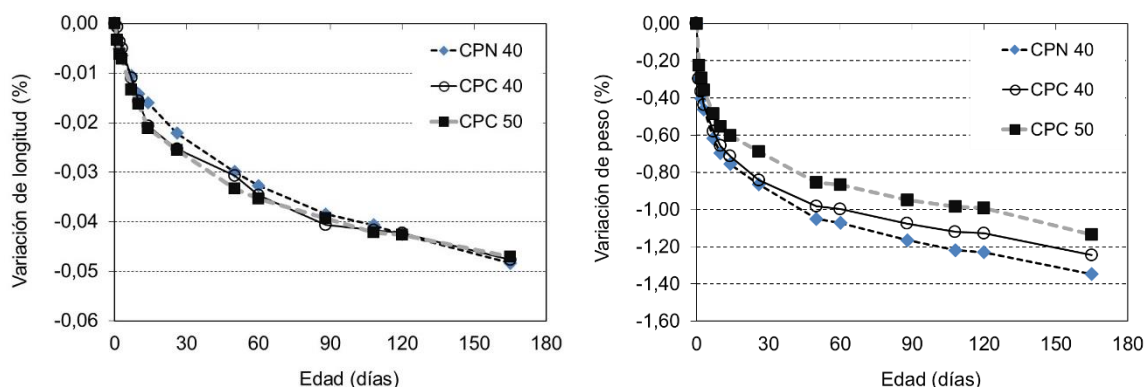 0,00
-0,01
-0,02
-0,03
-0,04
-0,05
-0,06
Variación de longitud (%)
0 30 60 90 120 150 180
Edad (días)
CPN 40
CPC 40
CPC 50
0,00
-0,20
-0,40
-0,60
-0,80
-1,00
-1,20
-1,40
-1,60
Variación de peso (%)
0 30 60 90 120 150 180
Edad (días)
CPN 40
CPC 40
CPC 50